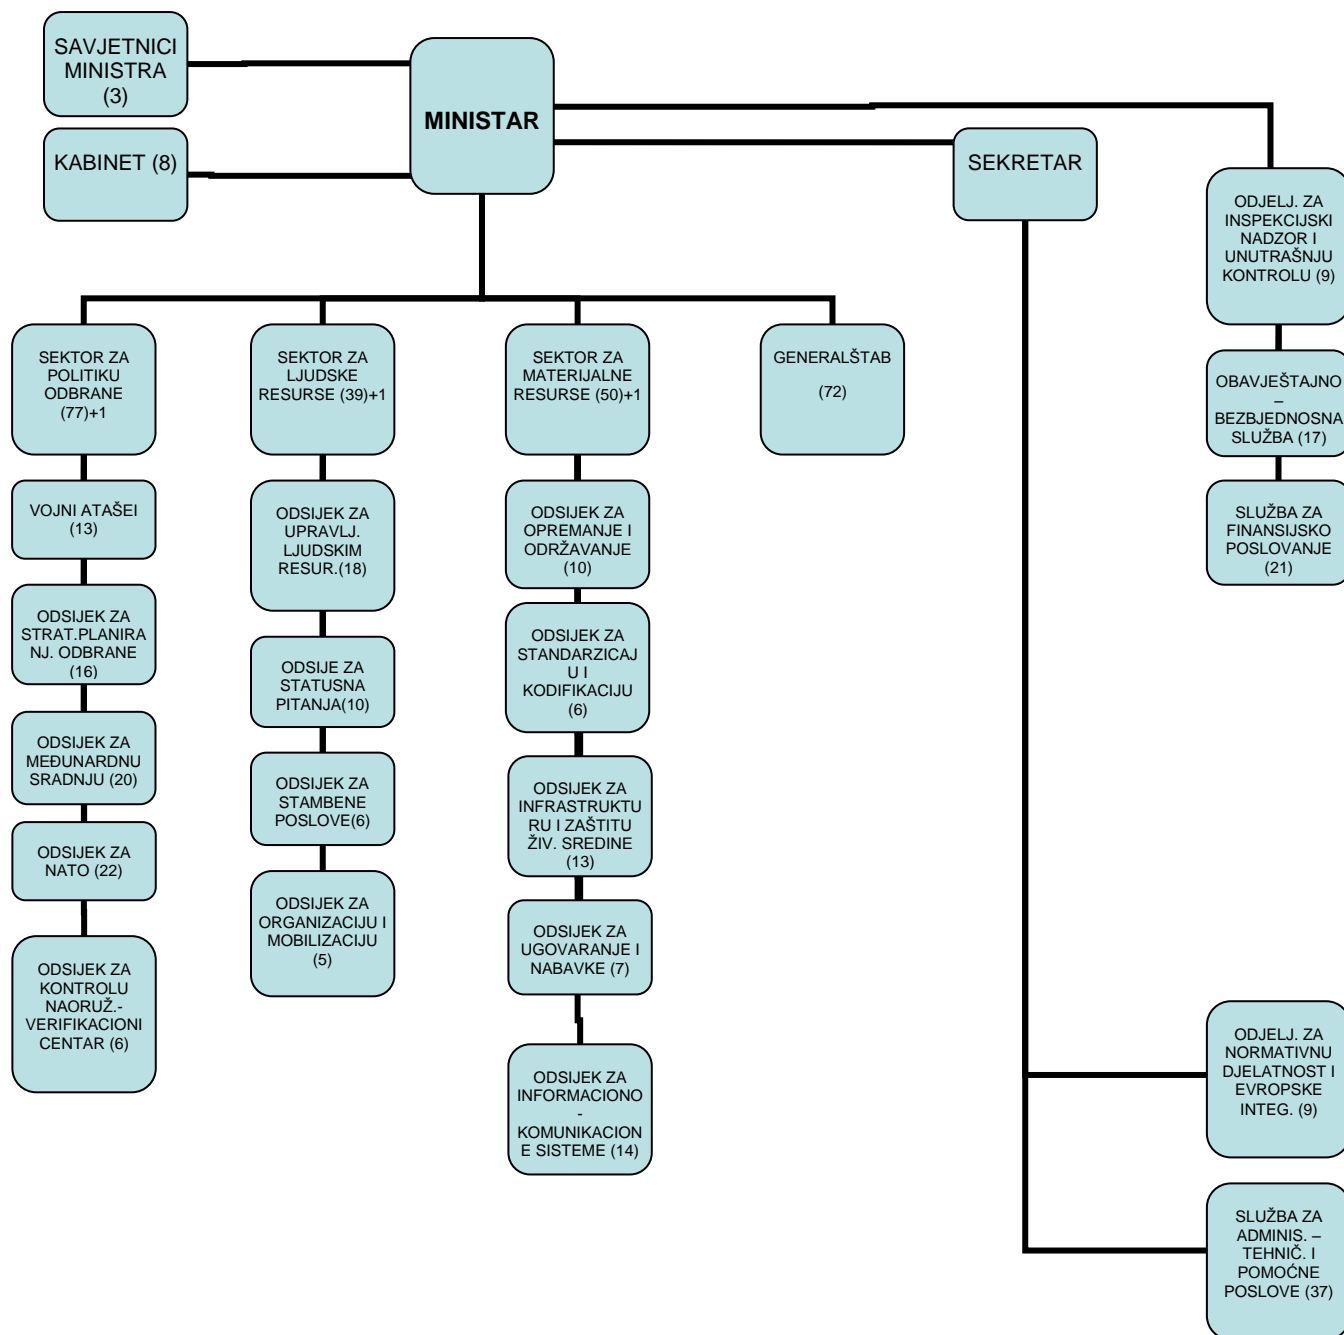 SAVJETNICI
MINISTRA
(3)
MINISTAR
KABINET (8)
SEKRETAR
ODJELJ. ZA
INSPEKCIJSKI
NADZOR I
UNUTRAŠNJU
KONTROLU (9)
SEKTOR ZA
POLITIKU
ODBRANE
(77)+1
SEKTOR ZA
LJUDSKE
RESURSE (39)+1
SEKTOR ZA
MATERIJALNE
RESURSE (50)+1
GENERALŠTAB
(72)
OBAVJEŠTAJNO
–
BEZBJEDNOSNA
SLUŽBA (17)
VOJNI ATAŠEI
(13)
ODSIJEK ZA
UPRAVLJ.
LJUDSKIM
RESUR.(18)
ODSIJEK ZA
OPREMANJE I
ODRŽAVANJE
(10)
SLUŽBA ZA
FINANSIJSKO
POSLOVANJE
(21)
ODSIJEK ZA
STRAT.PLANIRA
NJ. ODBRANE
(16)
ODSIJE ZA
STATUSNA
PITANJA(10)
ODSIJEK ZA
STANDARZICAJ
U I
KODIFIKACIJU
(6)
ODSIJEK ZA
MEĐUNARDNU
SRADNJU (20)
ODSIJEK ZA
STAMBENE
POSLOVE(6)
ODSIJEK ZA
INFRASTRUKTU
RU I ZAŠTITU
ŽIV. SREDINE
(13)
ODSIJEK ZA
NATO (22)
ODSIJEK ZA
ORGANIZACIJU I
MOBILIZACIJU
(5)
ODSIJEK ZA
UGOVARANJE I
NABAVKE (7)
ODSIJEK ZA
KONTROLU
NAORUŽ.-
VERIFIKACIONI
CENTAR (6)
ODSIJEK ZA
INFORMACIONO
-
KOMUNIKACION
E SISTEME (14)
ODJELJ. ZA
NORMATIVNU
DJELATNOST I
EVROPSKE
INTEG. (9)
SLUŽBA ZA
ADMINIS. –
TEHNIČ. I
POMOĆNE
POSLOVE (37)